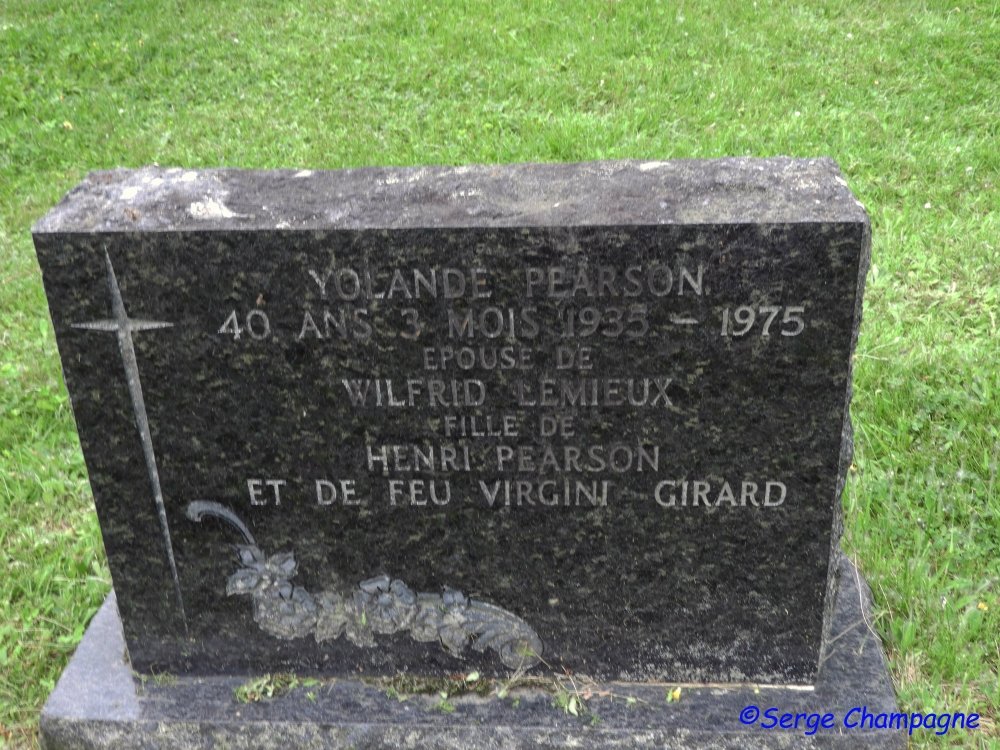 YOLANDE PEARSON
40 ANS 3 MOIS 1935 - 1975
EPOUSE DE
WILFRID LEMIEUX
FILLE DE
HENRI PEARSON
ET DE FEU VIRGINI GIRARD
©Serge Champagne